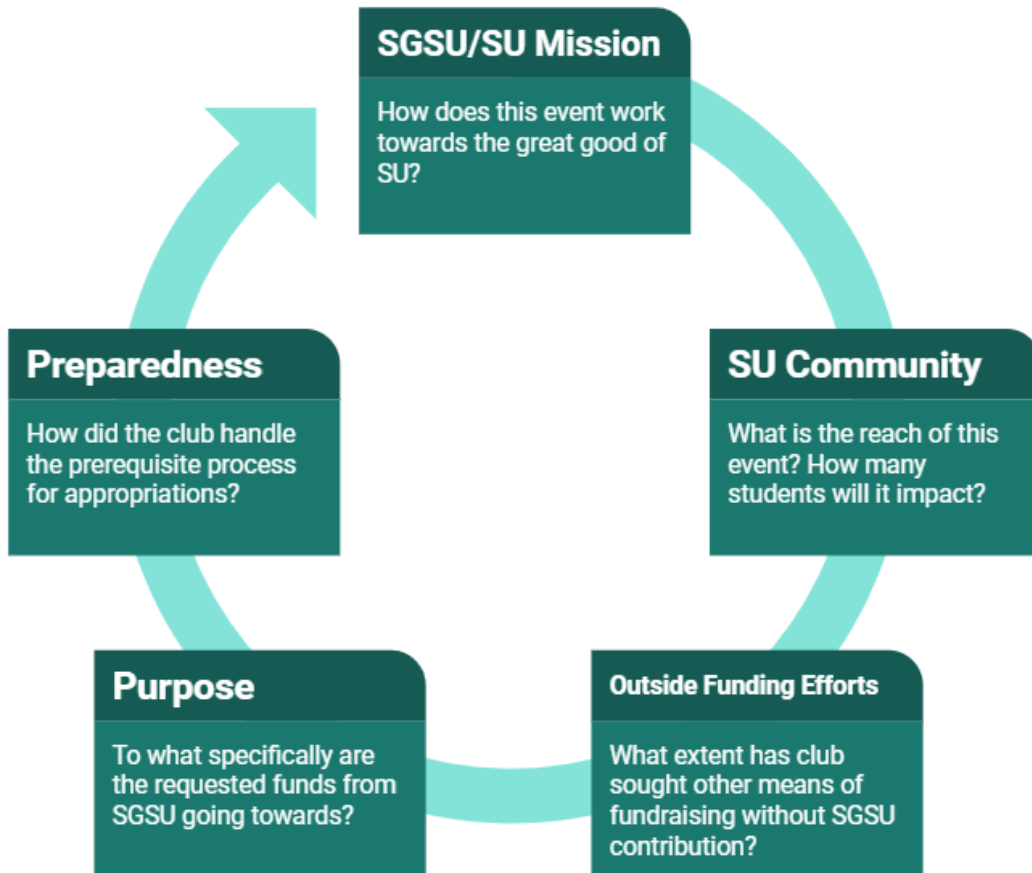 SGSU/SU Mission
How does this event work
towards the great good of
SU?
SU Community
What is the reach of this
event? How many
students will it impact?
Outside Funding Efforts
What extent has club
sought other means of
fundraising without SGSU
contribution?
Purpose
To what specifically are
the requested funds from
SGSU going towards?
Preparedness
How did the club handle
the prerequisite process
for appropriations?